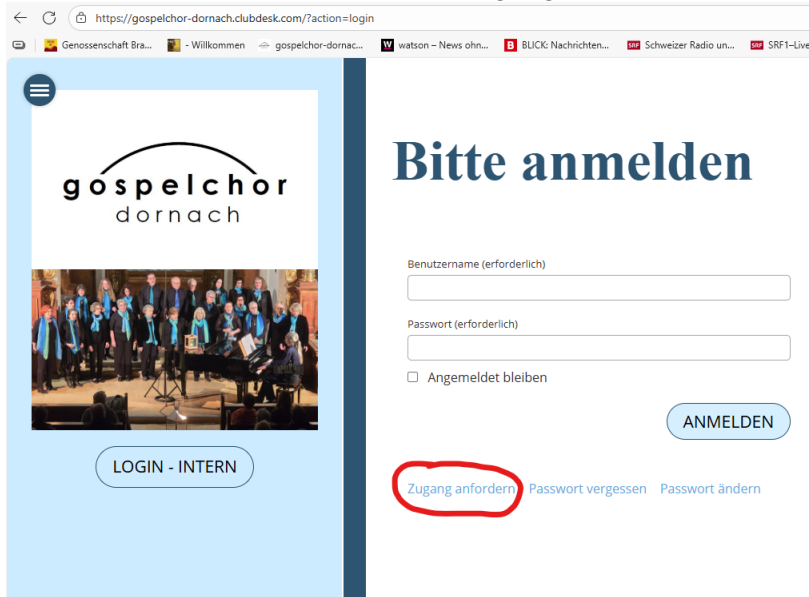 https://gospelchor-dornach.clubdesk.com/?action=login
Genossenschaft Bra...
- Willkommen
gospelchor-dornac...
watson – News ohn...
BLICK: Nachrichten...
Schweizer Radio un...
SRF1–Live
gospelchor
dornach
LOGIN - INTERN
Bitte anmelden
Benutzername (erforderlich)
Passwort (erforderlich)
Angemeldet bleiben
ANMELDEN
Zugang anfordern Passwort vergessen Passwort ändern